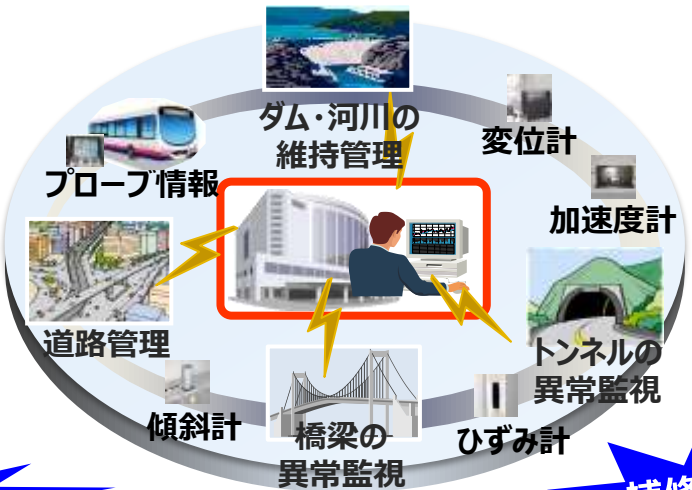 ダム・河川の
維持管理
変位計
プローブ情報
加速度計
道路管理
トンネルの
異常監視
傾斜計
橋梁の
異常監視
ひずみ計
補修